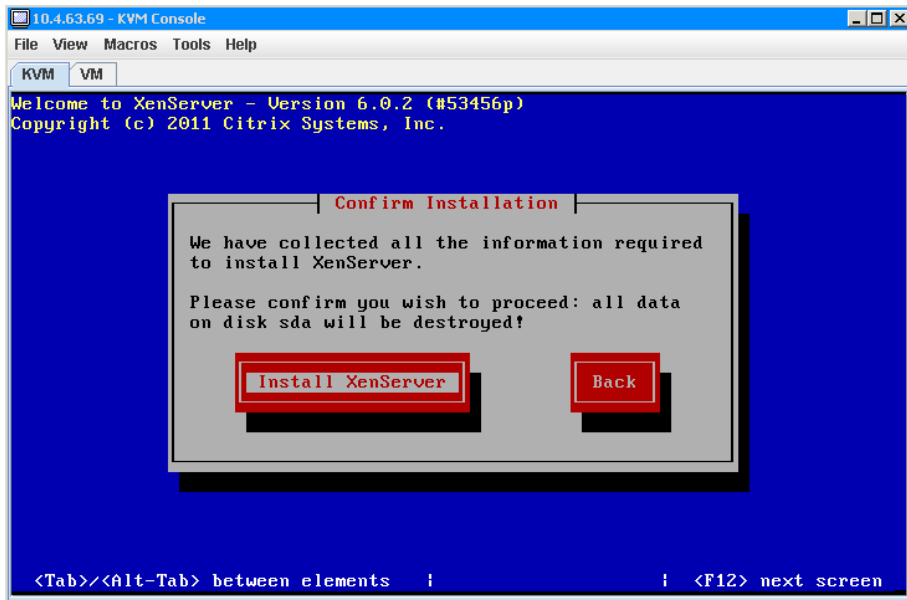 10.4.63.69 - KVM Console
File View Macros Tools Help
KVM VM
Welcome to XenServer - Version 6.0.2 (#53456p)
Copyright (c) 2011 Citrix Systems, Inc.
Confirm Installation
We have collected all the information required
to install XenServer.
Please confirm you wish to proceed: all data
on disk sda will be destroyed!
Install XenServer Back
<Tab>/<Alt-Tab> between elements | | <F12> next screen